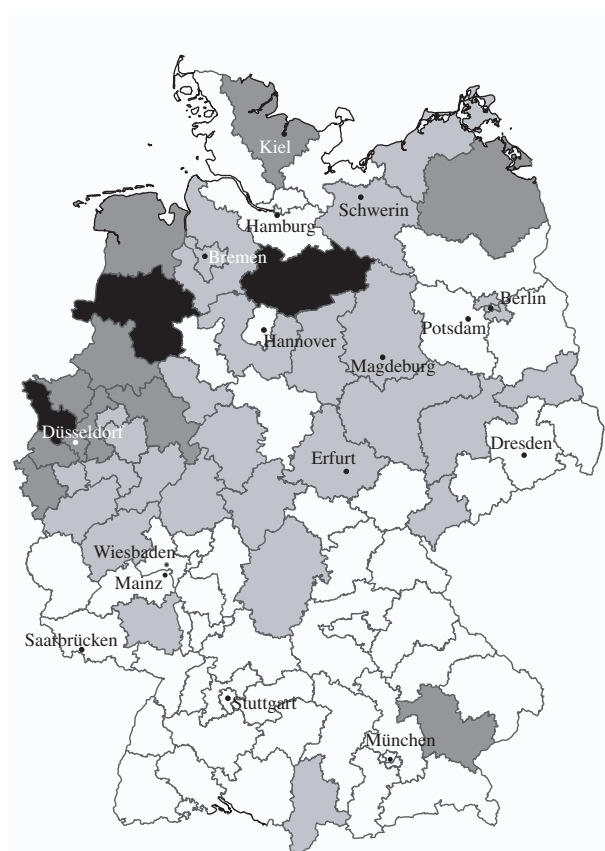 Kiel
Schwerin
Hamburg
Bremen
Berlin
Potsdam
Hannover
Magdeburg
Düsseldorf
Dresden
Erfurt
Wiesbaden
Mainz
Saarbrücken
Stuttgart
München